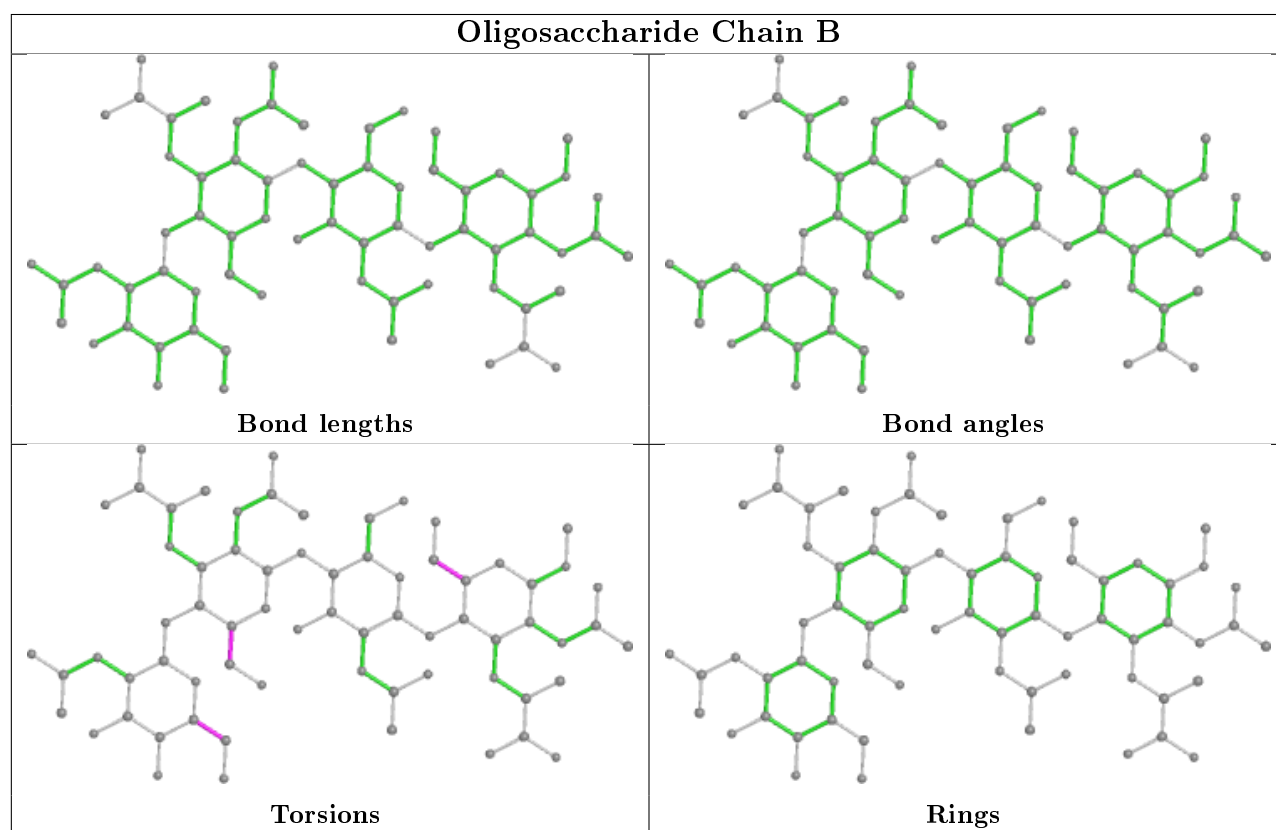 Oligosaccharide Chain B
Bond lengths
Bond angles
Torsions
Rings